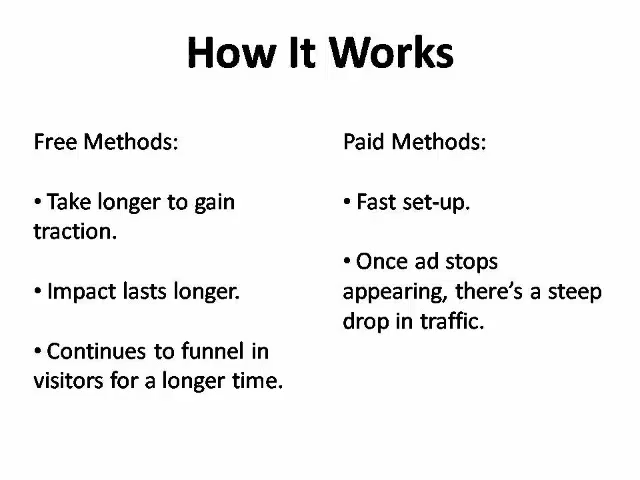 How It Works
Free Methods:
• Take longer to gain
traction.
• Impact lasts longer.
• Continues to funnel in
visitors for a longer time.
Paid Methods:
• Fast set-up.
• Once ad stops
appearing, there's a steep
drop in traffic.